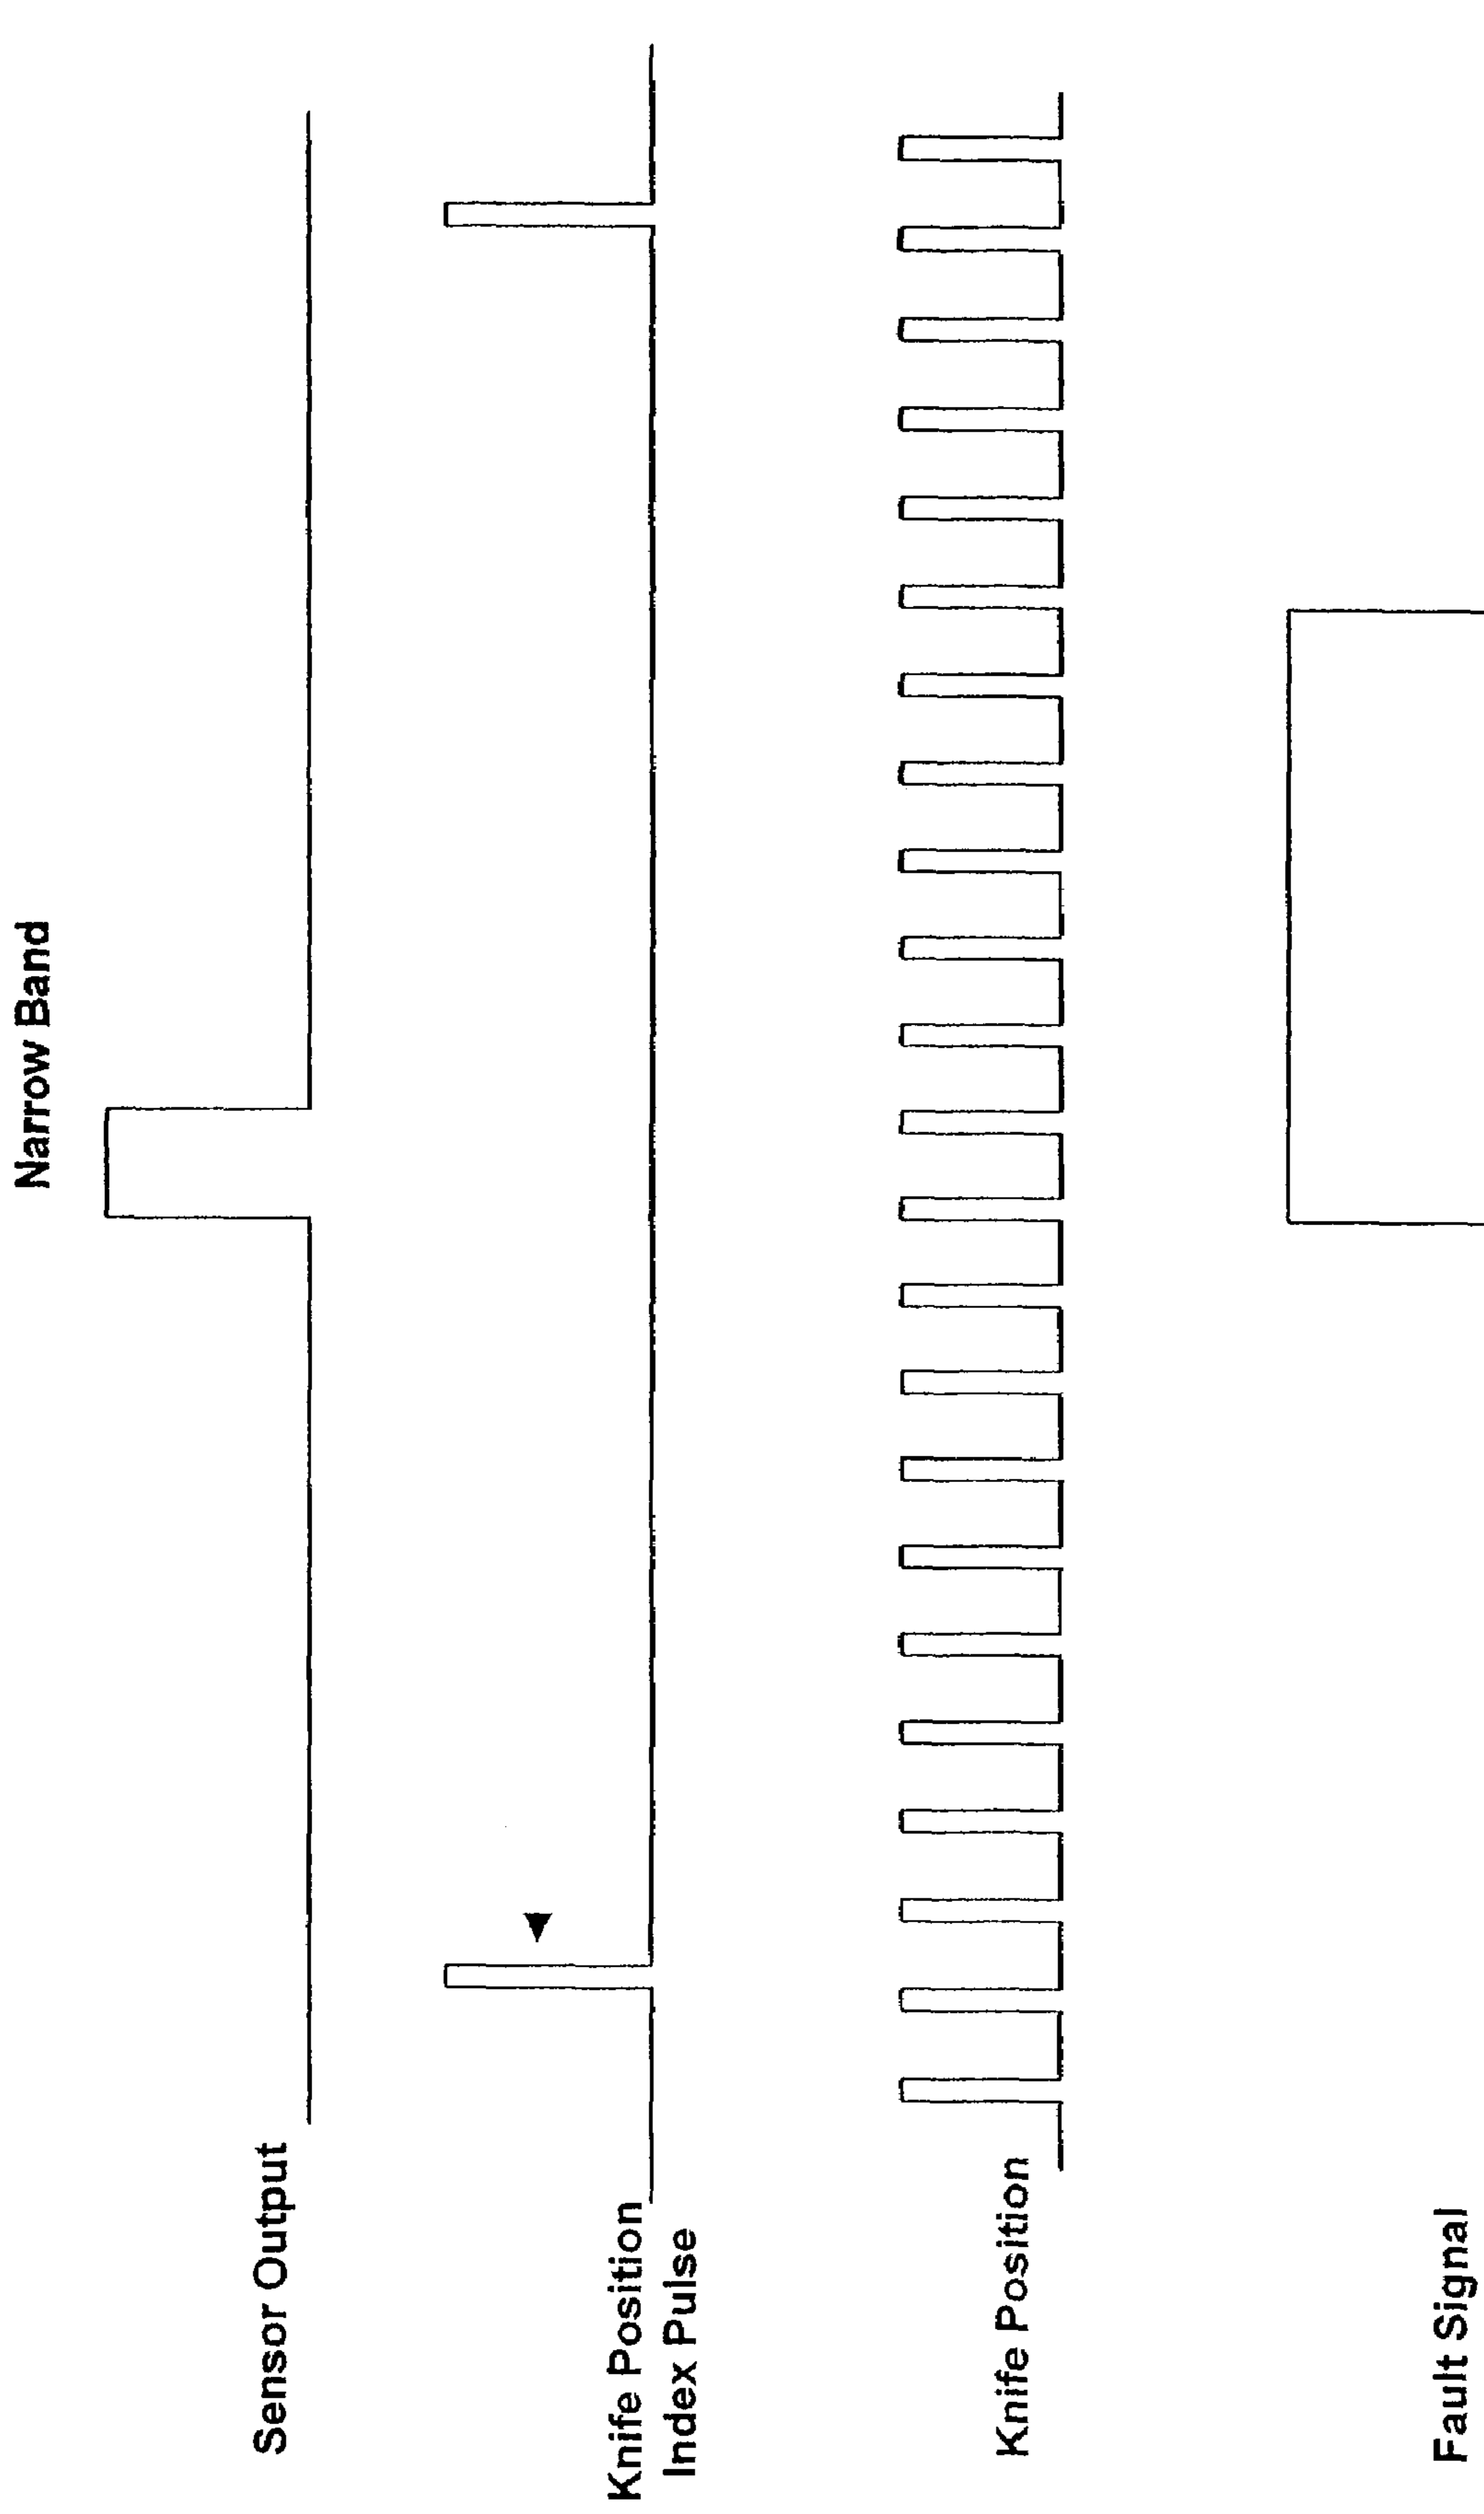 Narrow Band
Sensor Output
Knife Position
Index Pulse
Knife Position
Fault Signal